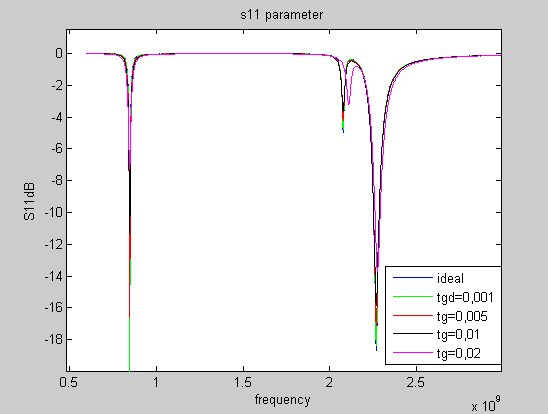 s11 parameter
0
-2
-4
-6
-8
-10
-12
-14
-16
-18
S11dB
0.5
1
1.5
2
2.5
x 10^9
frequency
ideal
tgd=0,001
tg=0,005
tg=0,01
tg=0,02